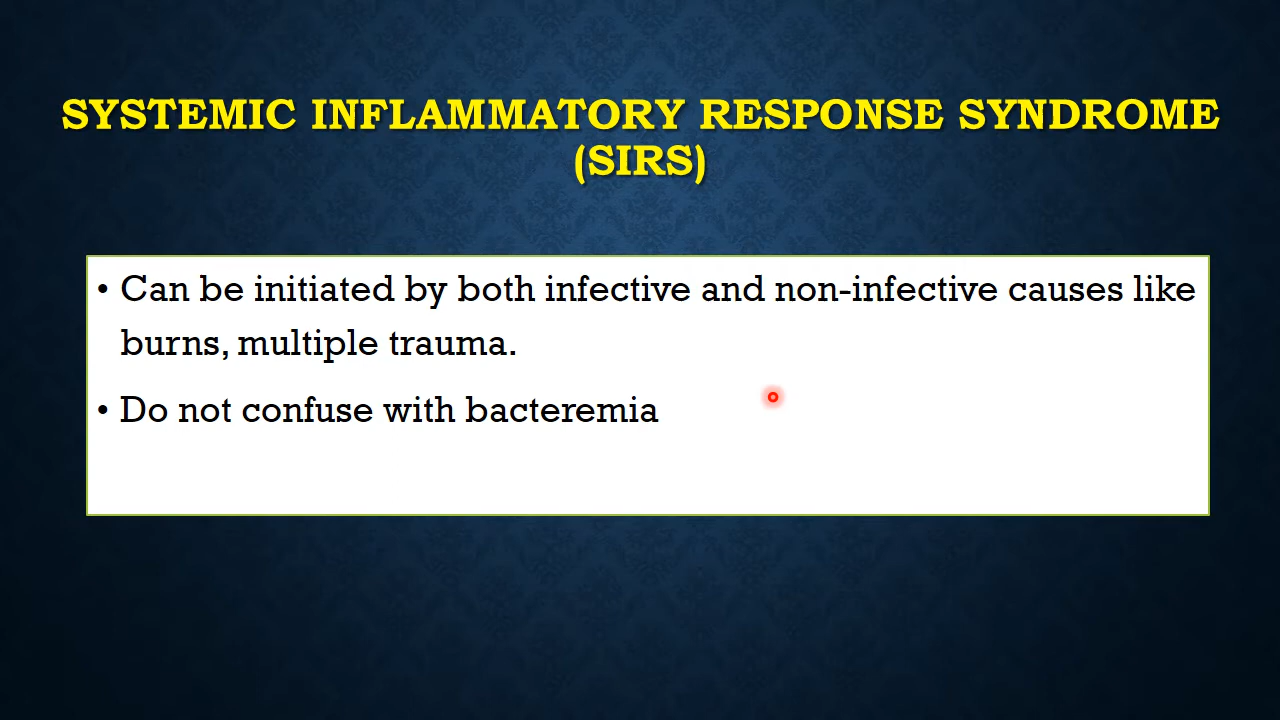 SYSTEMIC INFLAMMATORY RESPONSE SYNDROME
(SIRS)
• Can be initiated by both infective and non-infective causes like
burns, multiple trauma.
• Do not confuse with bacteremia